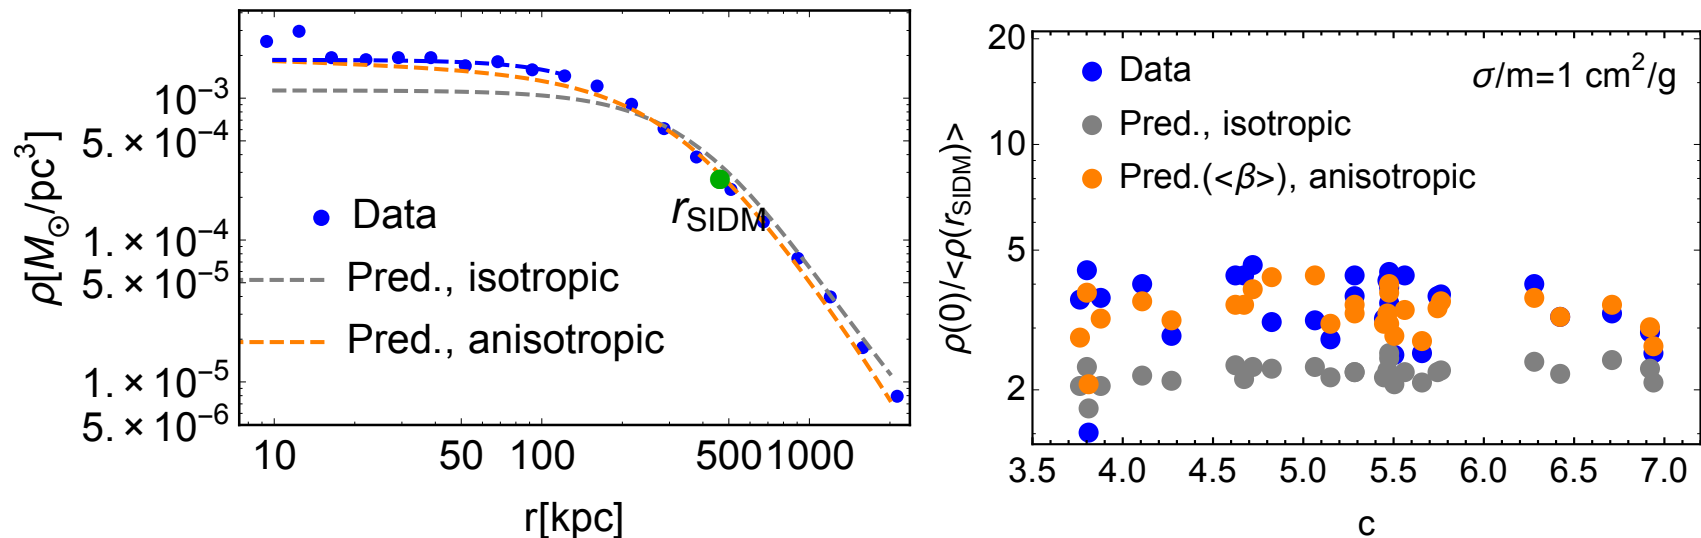 ρ[M⊙/pc³]
10⁻³
5. × 10⁻⁴
1. × 10⁻⁴
5. × 10⁻⁵
1. × 10⁻⁵
5. × 10⁻⁶
Data
Pred., isotropic
Pred., anisotropic
r_SIDM
10 50 100 500 1000
r[kpc]
ρ(0)/<ρ(r_SIDM)>
20
10
5
2
Data
Pred., isotropic
Pred.(<β>), anisotropic
σ/m=1 cm²/g
3.5 4.0 4.5 5.0 5.5 6.0 6.5 7.0
c